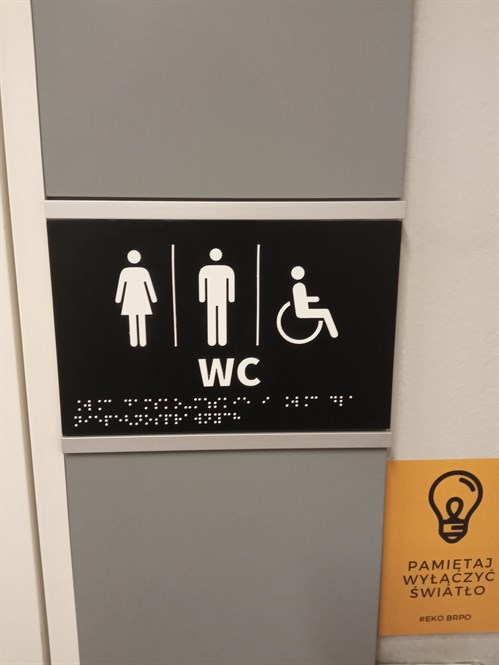 WC
PAMIĘTAJ
WYŁĄCZYĆ
ŚWIATŁO
#EKO BRPO